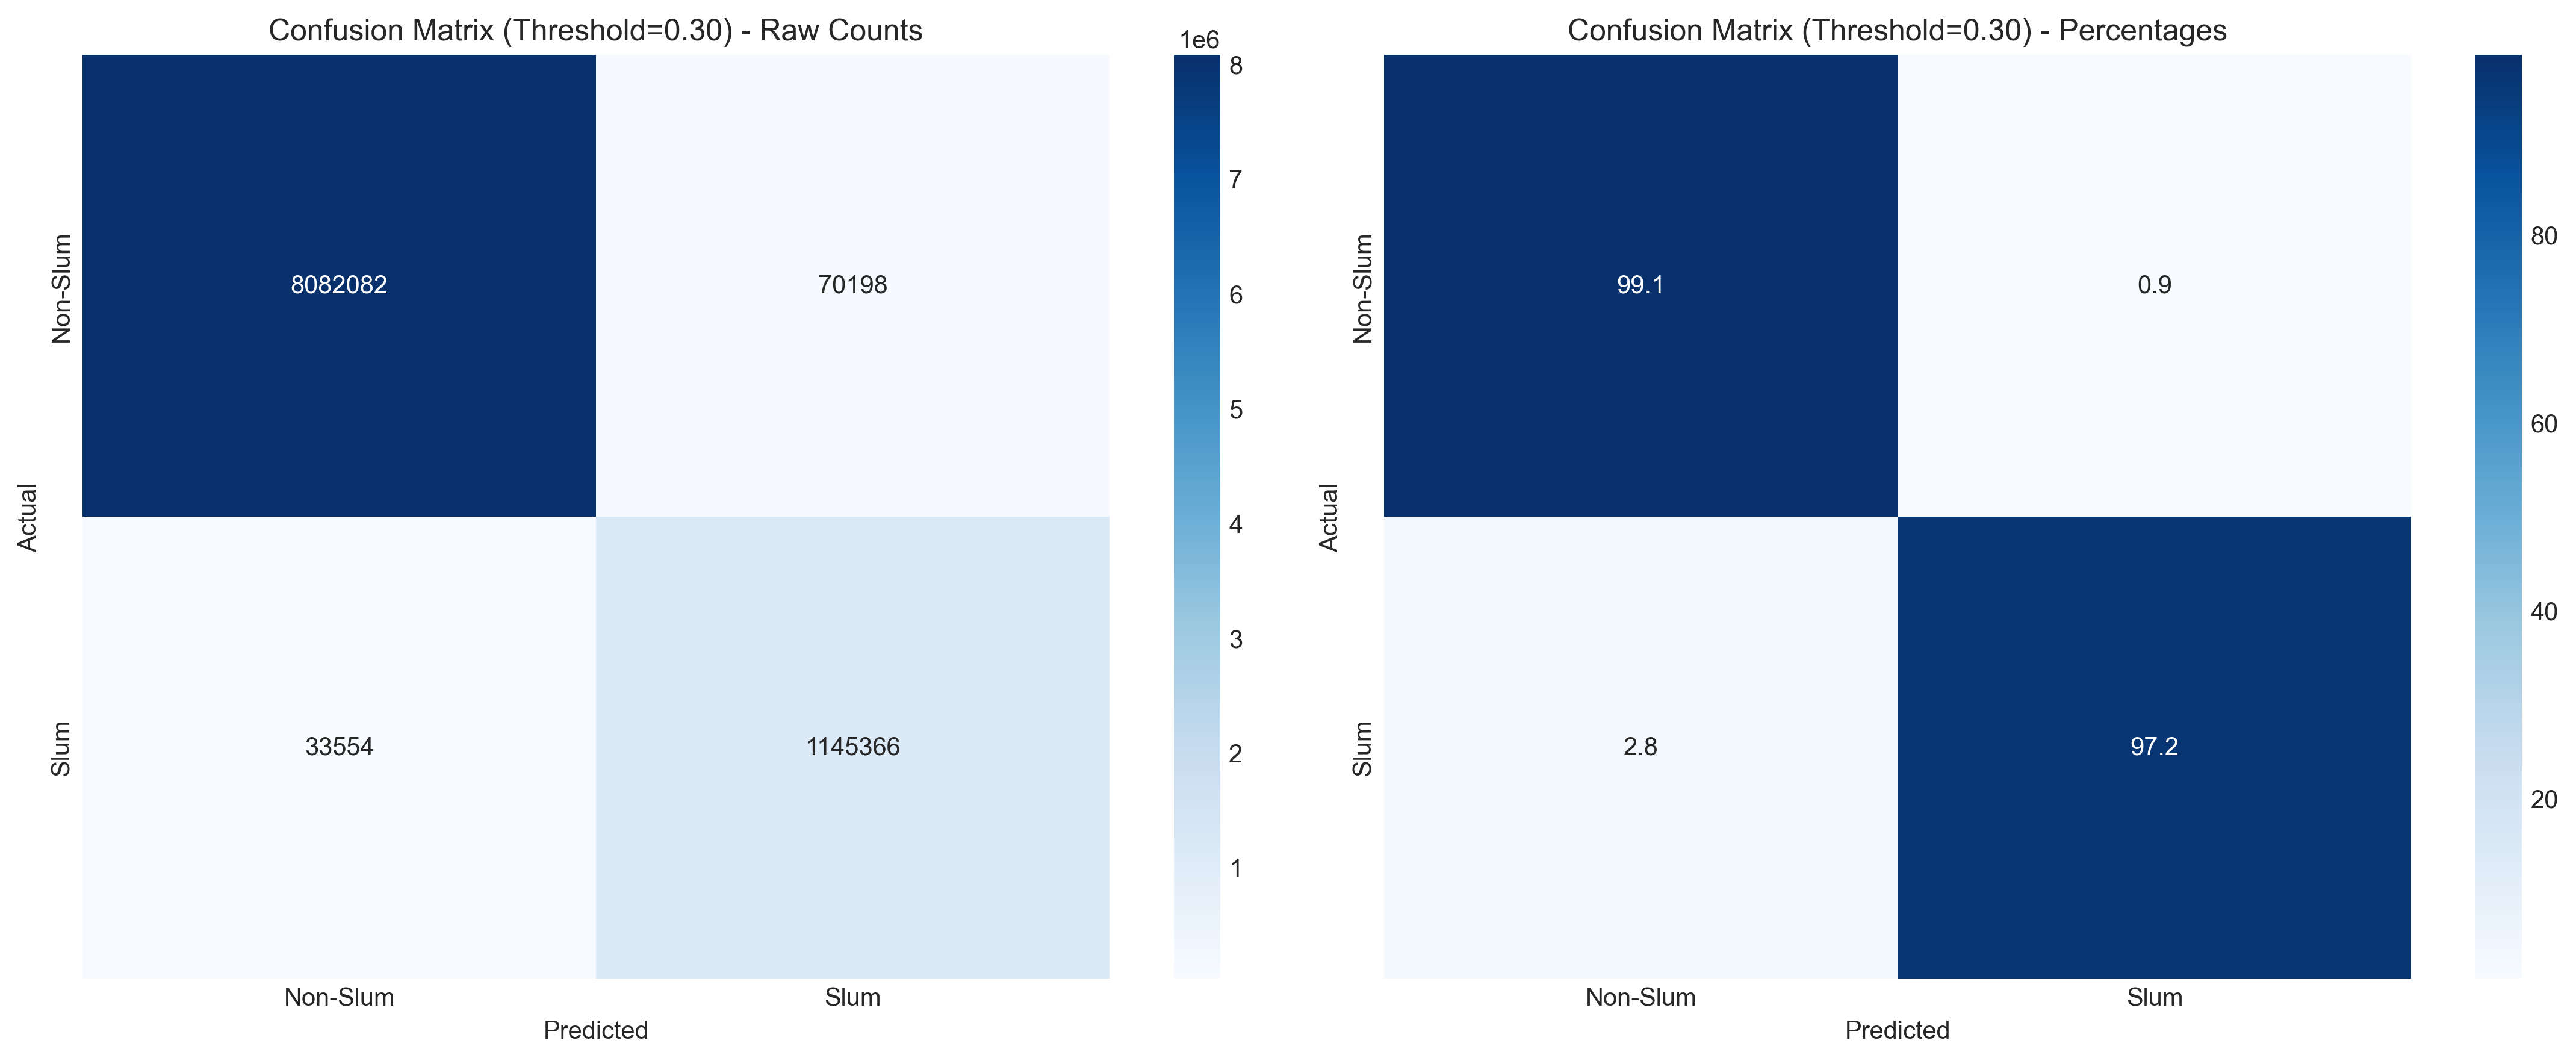 Confusion Matrix (Threshold=0.30) - Raw Counts
1e6
8
7
6
5
4
3
2
1
Actual
Non-Slum
Slum
8082082
70198
33554
1145366
Non-Slum
Slum
Predicted
Confusion Matrix (Threshold=0.30) - Percentages
80
60
40
20
Actual
Non-Slum
Slum
99.1
0.9
2.8
97.2
Non-Slum
Slum
Predicted